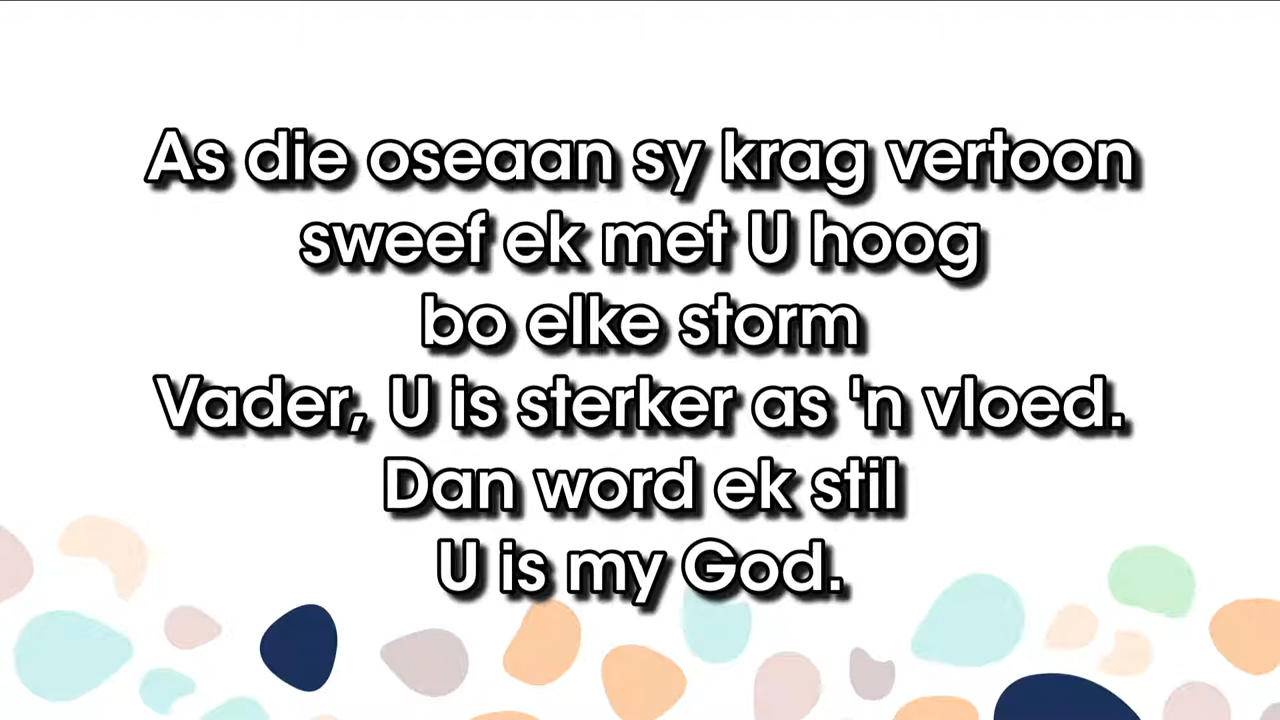 As die oseaan sy krag vertoon
sweef ek met U hoog
bo elke storm
Vader, U is sterker as 'n vloed.
Dan word ek stil
U is my God.